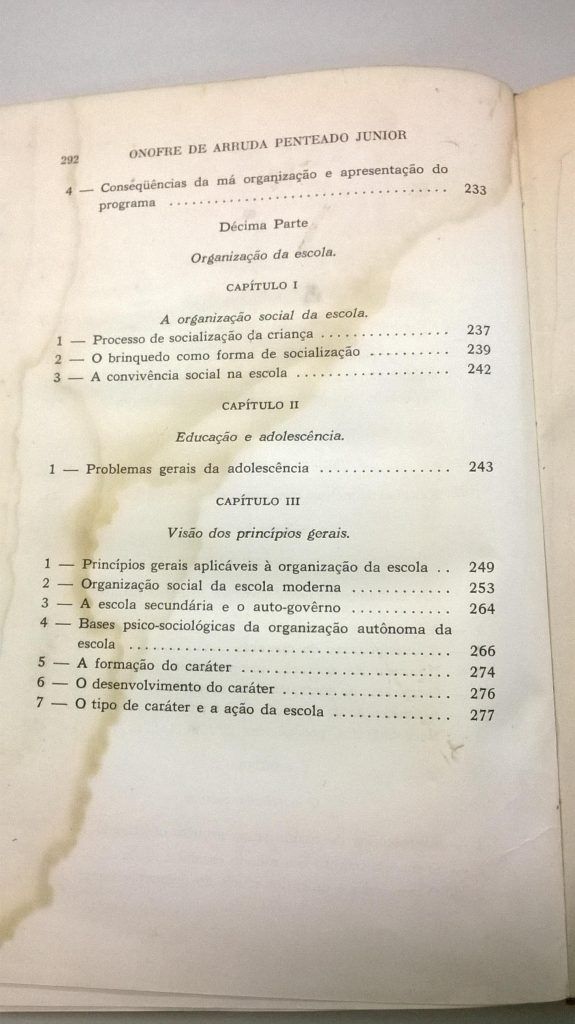 292 ONOFRE DE ARRUDA PENTEADO JUNIOR
4 — Conseqüências da má organização e apresentação do
programa .................................... 233
Décima Parte
Organização da escola.
CAPÍTULO I
A organização social da escola.
1 — Processo de socialização da criança ................ 237
2 — O brinquedo como forma de socialização .......... 239
3 — A convivência social na escola .................... 242
CAPÍTULO II
Educação e adolescência.
1 — Problemas gerais da adolescência ................ 243
CAPÍTULO III
Visão dos princípios gerais.
1 — Princípios gerais aplicáveis à organização da escola .. 249
2 — Organização social da escola moderna ............ 253
3 — A escola secundária e o auto-govêrno ............ 264
4 — Bases psico-sociológicas da organização autônoma da
escola ...................................... 266
5 — A formação do caráter ......................... 274
6 — O desenvolvimento do caráter .................... 276
7 — O tipo de caráter e a ação da escola .............. 277